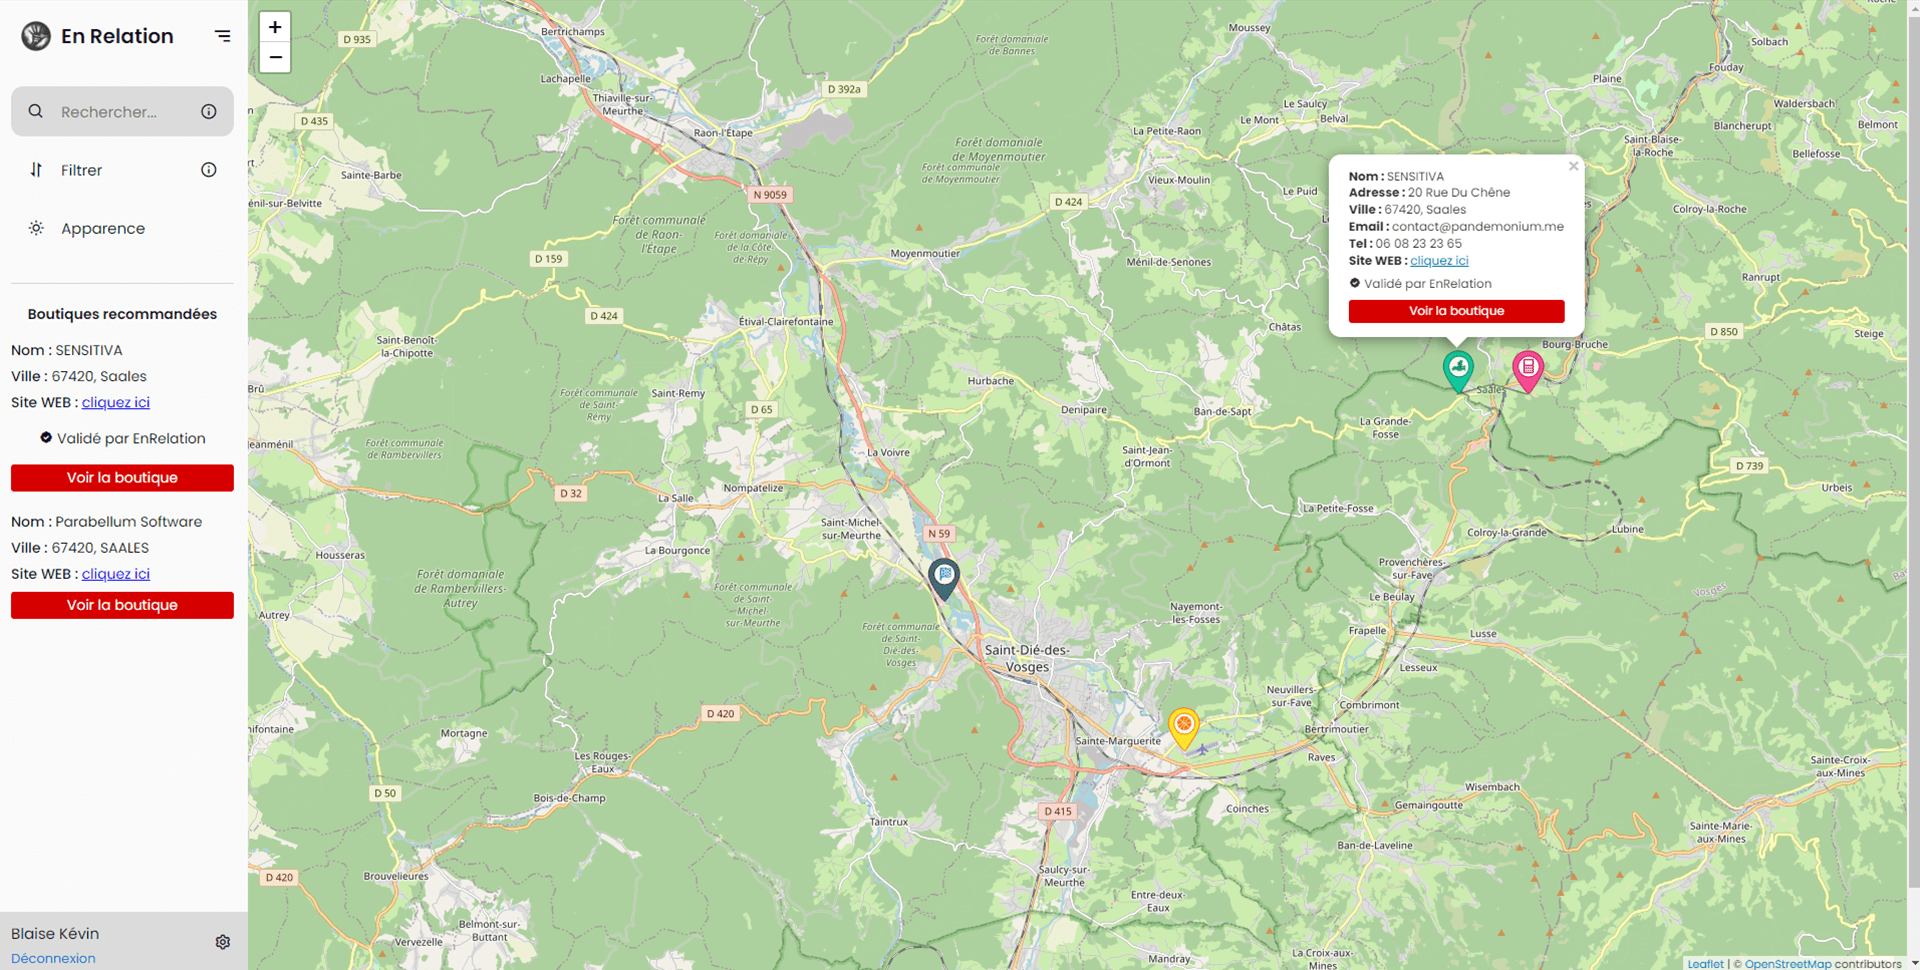 En Relation
Rechercher...
Filtrer
Apparence
Boutiques recommandées
Nom : SENSITIVA
Ville : 67420, Saales
Site WEB : cliquez ici
Validé par EnRelation
Voir la boutique
Nom : Parabellum Software
Ville : 67420, SAALES
Site WEB : cliquez ici
Voir la boutique
Blaise Kévin
Déconnexion
+
−
Nom : SENSITIVA
Adresse : 20 Rue Du Chêne
Ville : 67420, Saales
Email : contact@pandemonium.me
Tel : 06 08 23 23 65
Site WEB : cliquez ici
Validé par EnRelation
Voir la boutique
×
D 935
Bertrichamps
Forêt domaniale
de Bonnes
Moussey
Solbach
Fouday
Lachapelle
Plaine
D 392a
Thiaville-sur-
Meurthe
Le Saulcy
Waldersbach
D 435
Raon-l'Étape
La Petite-Raon
Le Mont
Belval
Blancherupt
Belmont
Saint-Blaise-
la-Roche
Forêt domaniale
de Moyenmoutier
Forêt communale
de Moyenmoutier
Bellefosse
Sainte-Barbe
Vieux-Moulin
N 9059
Le Puid
énil-sur-Belvitte
D 424
Colroy-la-Roche
Forêt communale
de Raon-
l'Étape
Forêt domaniale
de la Côte-
de-Répy
Moyenmoutier
D 159
Ménil-de-Senones
Ranrupt
D 424
Étival-Clairefontaine
Châtas
D 850
Steige
Saint-Benoît-
la-Chipotte
Bourg-Bruche
Brû
Saint-Remy
Hurbache
Forêt communale
de Saint-
Rémy
D 65
Denipaire
Ban-de-Sapt
Saales
La Grande-
Fosse
Jeanménil
Forêt communale
de Rambervillers
La Voivre
Saint-Jean-
d'Ormont
D 739
D 32
La Salle
Nompatelize
Urbeis
La Petite-Fosse
Saint-Michel-
sur-Meurthe
N 59
Colroy-la-Grande
Lubine
La Bourgonce
Housseras
Provenchères-
sur-Fave
Forêt domaniale
de Rambervillers-
Autrey
Forêt communale
de Saint-
Michel-
sur-Meurthe
Vosges
Le Beulay
Autrey
Nayemont-
les-Fosses
Forêt communale
de Saint-
Dié-des-
Vosges
Frapelle
Lusse
Saint-Dié-des-
Vosges
Lesseux
Neuvillers-
sur-Fave
Combrimont
D 420
nifontaine
Mortagne
Sainte-Marguerite
Bertrimoutier
Les Rouges-
Eaux
Raves
Sainte-Croix-
aux-Mines
D 50
Bois-de-Champ
Wisembach
Gemaingoutte
Coinches
D 415
Taintrux
Sainte-Marie-
aux-Mines
Ban-de-Laveline
D 420
Brouvelieures
Saulcy-sur-
Meurthe
Entre-deux-
Eaux
Belmont-sur-
Buttant
Vervezelle
Mandray
La Croix-aux-
Mines
Leaflet | © OpenStreetMap contributors